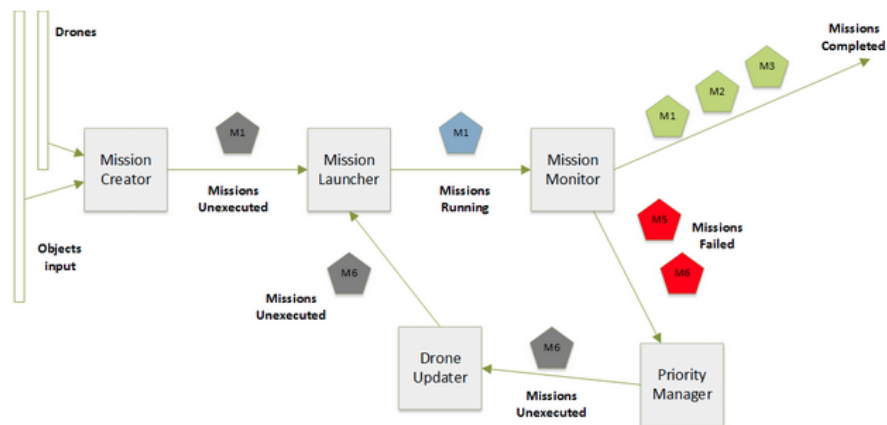 Drones
Missions
Completed
M3
M2
M1
M1
M1
Mission
Creator
Mission
Launcher
Mission
Monitor
Missions
Unexecuted
Missions
Running
M5
Missions
Failed
Objects
input
M6
M6
Missions
Unexecuted
M6
Drone
Updater
Priority
Manager
Missions
Unexecuted